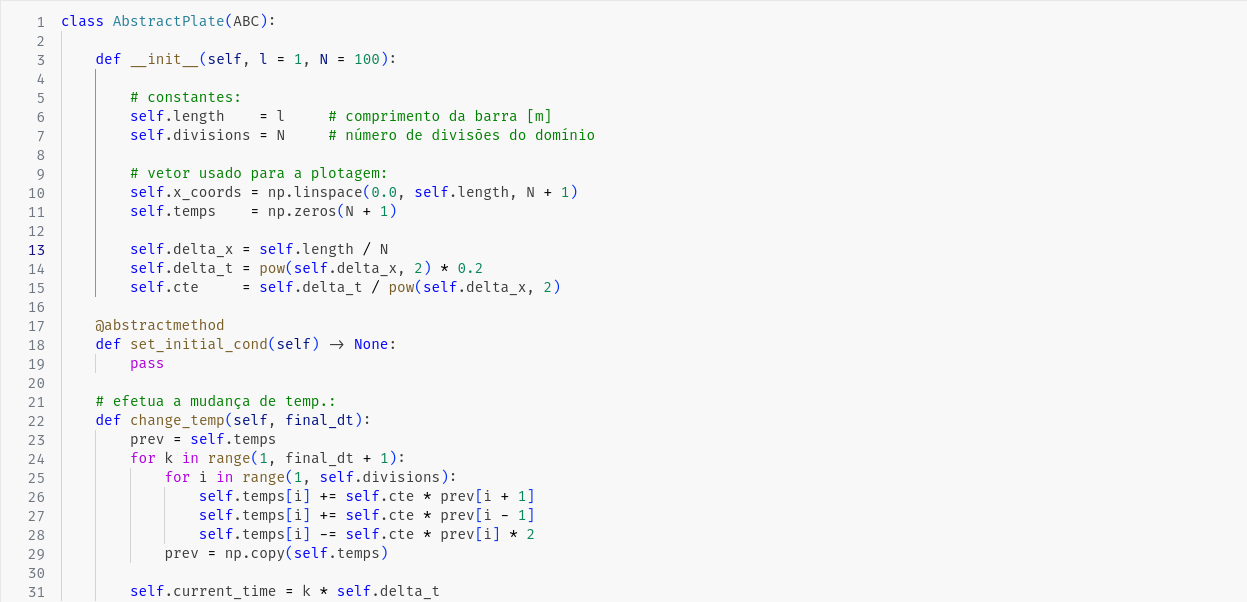 1 class AbstractPlate(ABC):
2
3     def __init__(self, l = 1, N = 100):
4
5         # constantes:
6         self.length    = l     # comprimento da barra [m]
7         self.divisions = N     # número de divisões do domínio
8
9         # vetor usado para a plotagem:
10         self.x_coords = np.linspace(0.0, self.length, N + 1)
11         self.temps    = np.zeros(N + 1)
12
13         self.delta_x = self.length / N
14         self.delta_t = pow(self.delta_x, 2) * 0.2
15         self.cte     = self.delta_t / pow(self.delta_x, 2)
16
17     @abstractmethod
18     def set_initial_cond(self) → None:
19         pass
20
21     # efetua a mudança de temp.:
22     def change_temp(self, final_dt):
23         prev = self.temps
24         for k in range(1, final_dt + 1):
25             for i in range(1, self.divisions):
26                 self.temps[i] += self.cte * prev[i + 1]
27                 self.temps[i] += self.cte * prev[i - 1]
28                 self.temps[i] -= self.cte * prev[i] * 2
29             prev = np.copy(self.temps)
30
31         self.current_time = k * self.delta_t